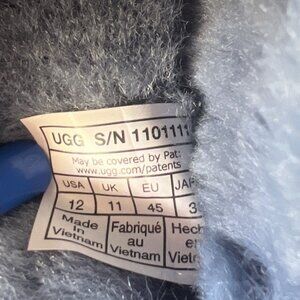 UGG S/N 1101111
May be covered by Pat:
www.ugg.com/patents
USA UK EU
12 11 45 3
Made Fabriqué
in au
Vietnam Vietnam